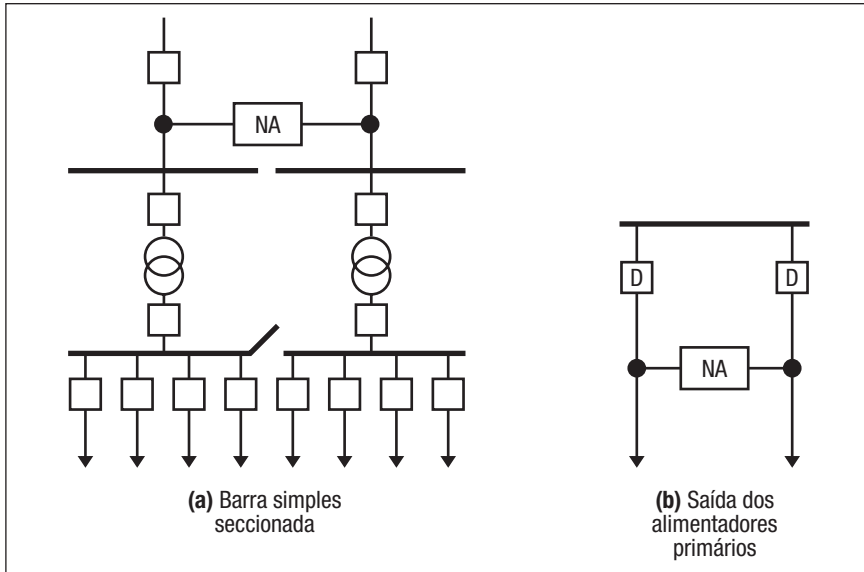 NA
D
D
NA
(a) Barra simples
seccionada
(b) Saída dos
alimentadores
primários